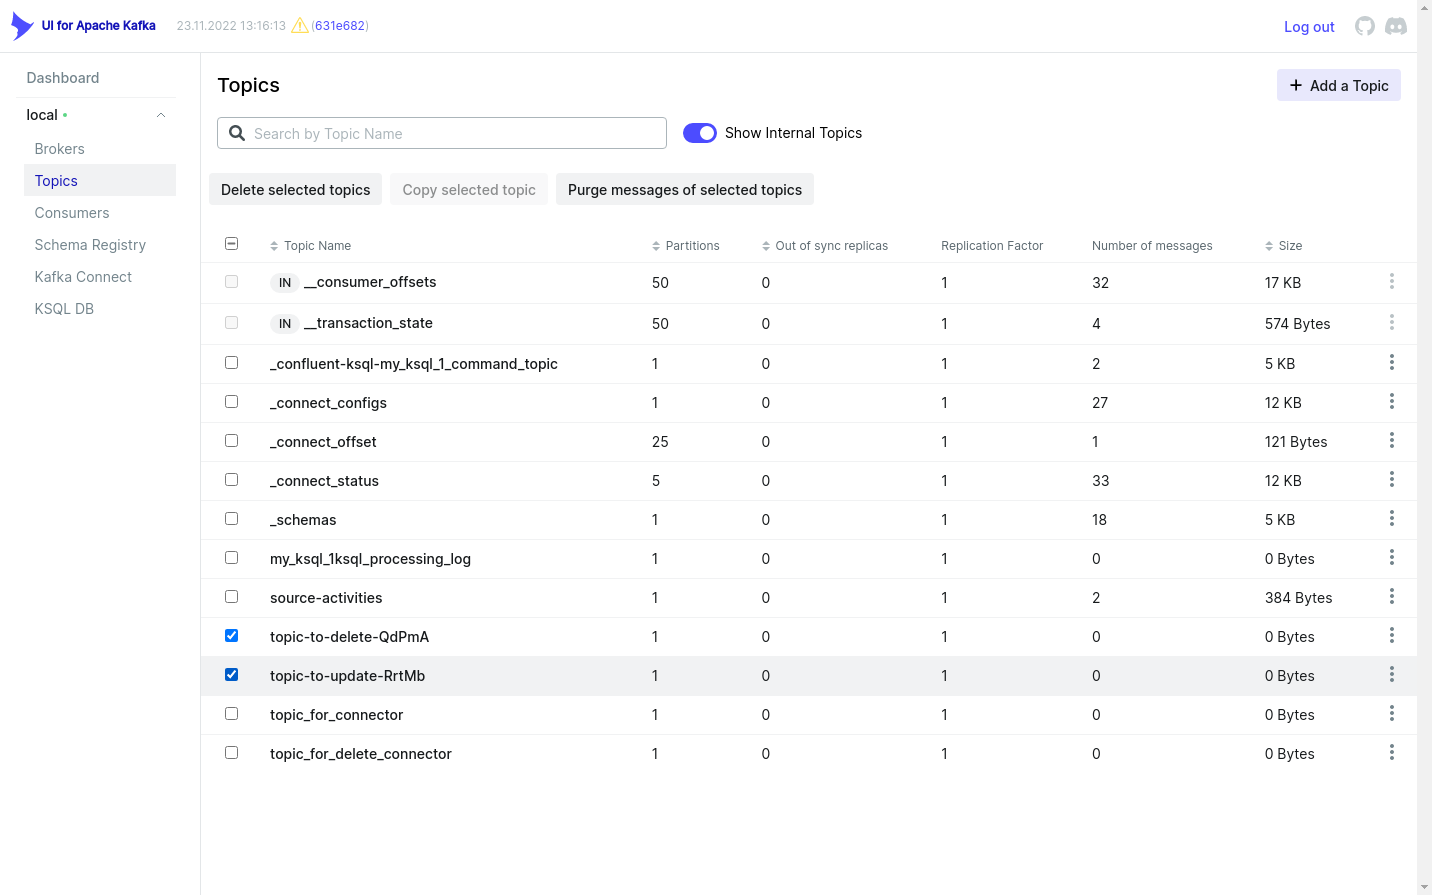 UI for Apache Kafka 23.11.2022 13:16:13 (631e682) Log out
Dashboard
local
Brokers
Topics
Consumers
Schema Registry
Kafka Connect
KSQL DB
Topics
Add a Topic
Search by Topic Name
Show Internal Topics
Delete selected topics Copy selected topic Purge messages of selected topics
Topic Name Partitions Out of sync replicas Replication Factor Number of messages Size
IN __consumer_offsets 50 0 1 32 17 KB
IN __transaction_state 50 0 1 4 574 Bytes
_confluent-ksql-my_ksql_1_command_topic 1 0 1 2 5 KB
_connect_configs 1 0 1 27 12 KB
_connect_offset 25 0 1 1 121 Bytes
_connect_status 5 0 1 33 12 KB
_schemas 1 0 1 18 5 KB
my_ksql_1ksql_processing_log 1 0 1 0 0 Bytes
source-activities 1 0 1 2 384 Bytes
topic-to-delete-QdPmA 1 0 1 0 0 Bytes
topic-to-update-RrtMb 1 0 1 0 0 Bytes
topic_for_connector 1 0 1 0 0 Bytes
topic_for_delete_connector 1 0 1 0 0 Bytes